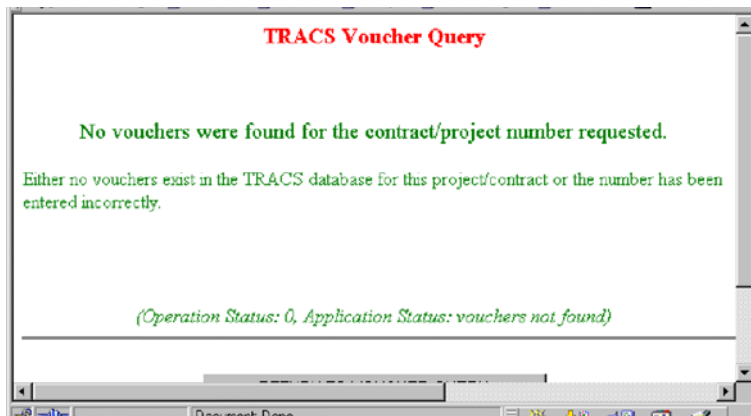 TRACS Voucher Query
No vouchers were found for the contract/project number requested.
Either no vouchers exist in the TRACS database for this project/contract or the number has been
entered incorrectly.
(Operation Status: 0, Application Status: vouchers not found)
Document: Done